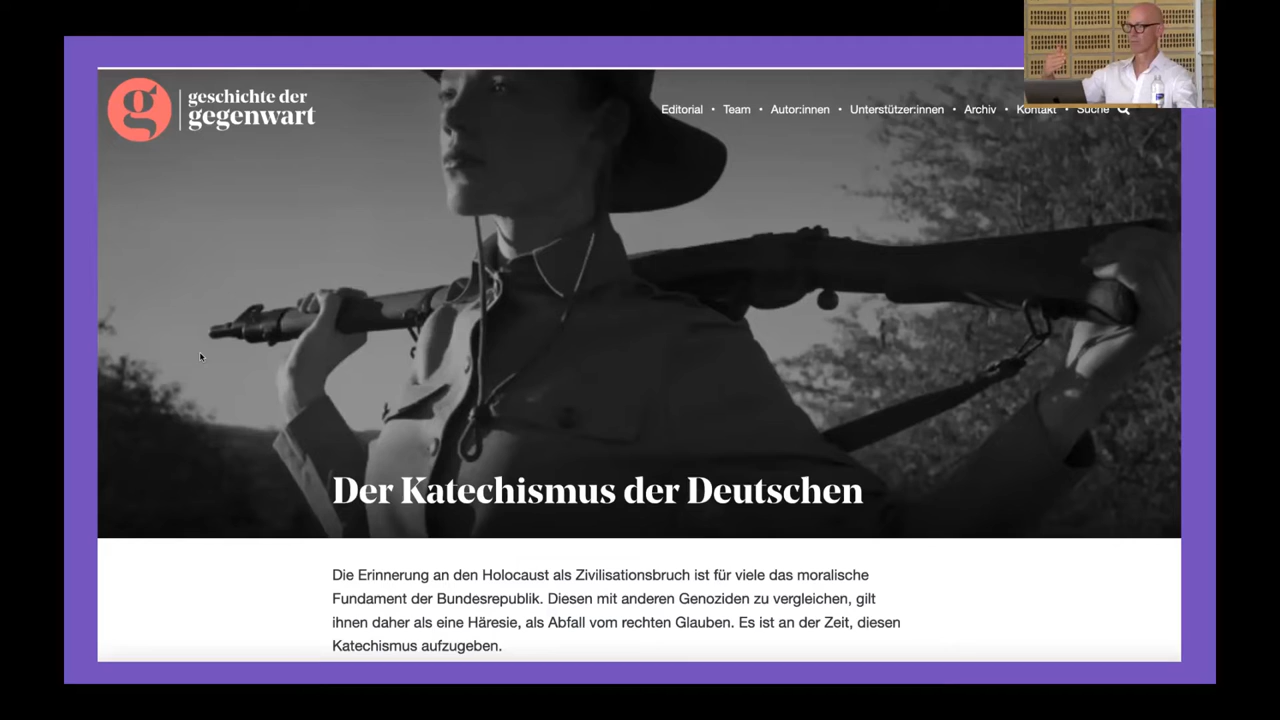 geschichte der
gegenwart
Editorial • Team • Autor:innen • Unterstützer:innen • Archiv • Kontakt • Suche
Der Katechismus der Deutschen
Die Erinnerung an den Holocaust als Zivilisationsbruch ist für viele das moralische
Fundament der Bundesrepublik. Diesen mit anderen Genoziden zu vergleichen, gilt
ihnen daher als eine Häresie, als Abfall vom rechten Glauben. Es ist an der Zeit, diesen
Katechismus aufzugeben.